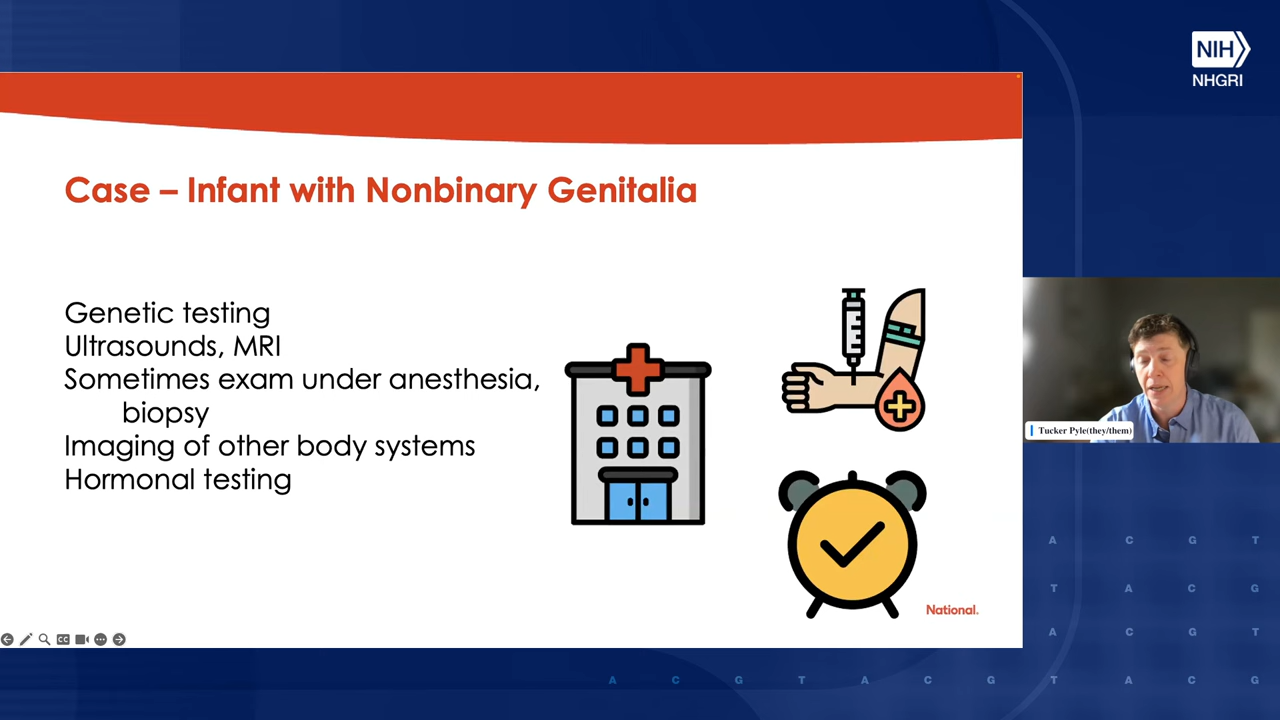 NIH
NHGRI
Case – Infant with Nonbinary Genitalia
Genetic testing
Ultrasounds, MRI
Sometimes exam under anesthesia,
biopsy
Imaging of other body systems
Hormonal testing
National.
CC
Tucker Pyle(they/them)
A C G T
T A C G
A C G T
A C G T A C G T A C G